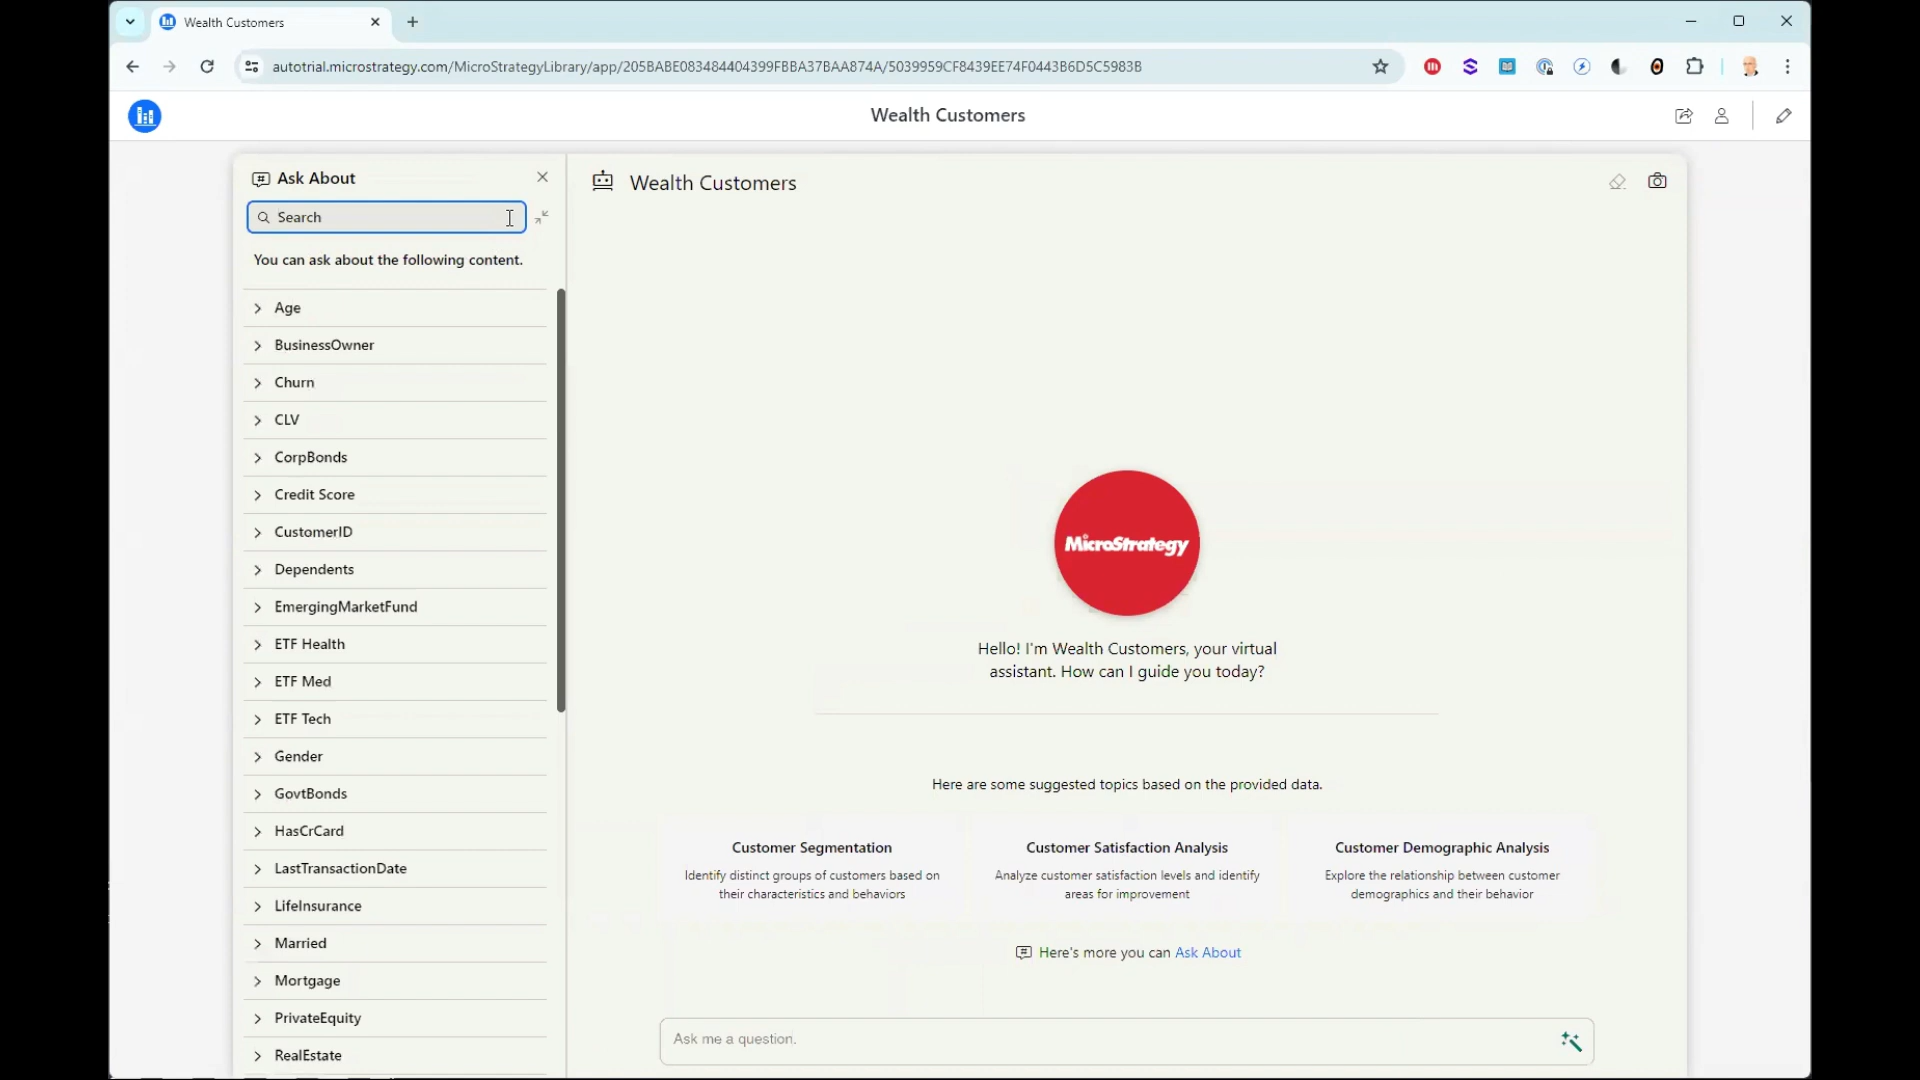 Wealth Customers
autotrial.microstrategy.com/MicroStrategyLibrary/app/205BABE083484404399FBBA37BAA874A/5039959CF8439EE74F0443B6D5C5983B
Wealth Customers
Ask About
Search
You can ask about the following content.
Age
BusinessOwner
Churn
CLV
CorpBonds
Credit Score
CustomerID
Dependents
EmergingMarketFund
ETF Health
ETF Med
ETF Tech
Gender
GovtBonds
HasCrCard
LastTransactionDate
LifeInsurance
Married
Mortgage
PrivateEquity
RealEstate
Wealth Customers
MicroStrategy
Hello! I'm Wealth Customers, your virtual
assistant. How can I guide you today?
Here are some suggested topics based on the provided data.
Customer Segmentation
Identify distinct groups of customers based on
their characteristics and behaviors
Customer Satisfaction Analysis
Analyze customer satisfaction levels and identify
areas for improvement
Customer Demographic Analysis
Explore the relationship between customer
demographics and their behavior
Here's more you can Ask About
Ask me a question.